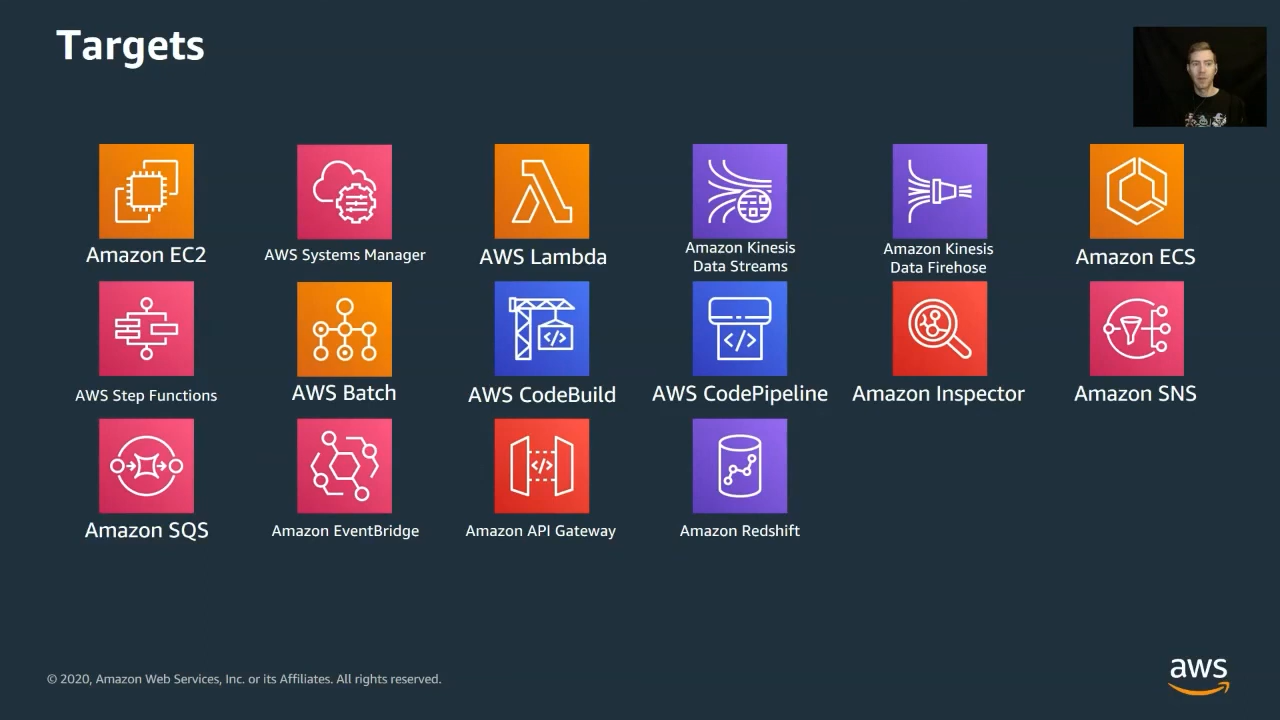 Targets
Amazon EC2
AWS Systems Manager
AWS Lambda
Amazon Kinesis
Data Streams
Amazon Kinesis
Data Firehose
Amazon ECS
AWS Step Functions
AWS Batch
AWS CodeBuild
AWS CodePipeline
Amazon Inspector
Amazon SNS
Amazon SQS
Amazon EventBridge
Amazon API Gateway
Amazon Redshift
© 2020, Amazon Web Services, Inc. or its Affiliates. All rights reserved.
aws